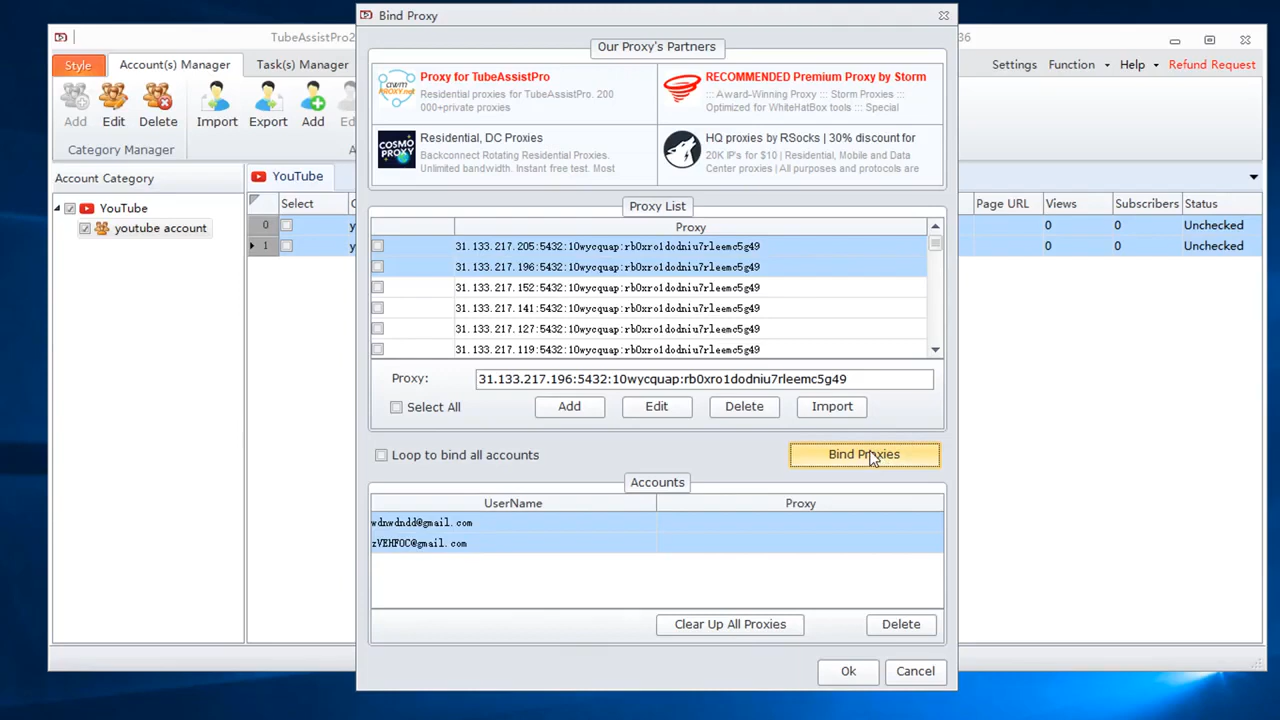 Bind Proxy
TubeAssistPro2
36
Style
Account(s) Manager
Task(s) Manager
Settings
Function
Help
Refund Request
Add
Edit
Delete
Import
Export
Add
Ed
Category Manager
A
Our Proxy's Partners
Proxy for TubeAssistPro
Residential proxies for TubeAssistPro. 200
000+private proxies
RECOMMENDED Premium Proxy by Storm
::: Award-Winning Proxy ::: Storm Proxies :::
Optimized for WhiteHatBox tools ::: Special
Residential, DC Proxies
Backconnect Rotating Residential Proxies.
Unlimited bandwidth. Instant free test. Most
HQ proxies by RSocks | 30% discount for
20K IP's for $10 | Residential, Mobile and Data
Center proxies | All purposes and protocols are
awm
PROXY.net
COSMO
PROXY
Account Category
YouTube
youtube account
YouTube
Select
Page URL
Views
Subscribers
Status
0
y
0
0
Unchecked
1
y
0
0
Unchecked
Proxy List
Proxy
31.133.217.205:5432:10wycquap:rb0xro1dodniu7rleemc5g49
31.133.217.196:5432:10wycquap:rb0xro1dodniu7rleemc5g49
31.133.217.152:5432:10wycquap:rb0xro1dodniu7rleemc5g49
31.133.217.141:5432:10wycquap:rb0xro1dodniu7rleemc5g49
31.133.217.127:5432:10wycquap:rb0xro1dodniu7rleemc5g49
31.133.217.119:5432:10wycquap:rb0xro1dodniu7rleemc5g49
Proxy:
31.133.217.196:5432:10wycquap:rb0xro1dodniu7rleemc5g49
Select All
Add
Edit
Delete
Import
Loop to bind all accounts
Bind Proxies
Accounts
UserName
Proxy
wdnwdndd@gmail.com
zVEHFOC@gmail.com
Clear Up All Proxies
Delete
Ok
Cancel